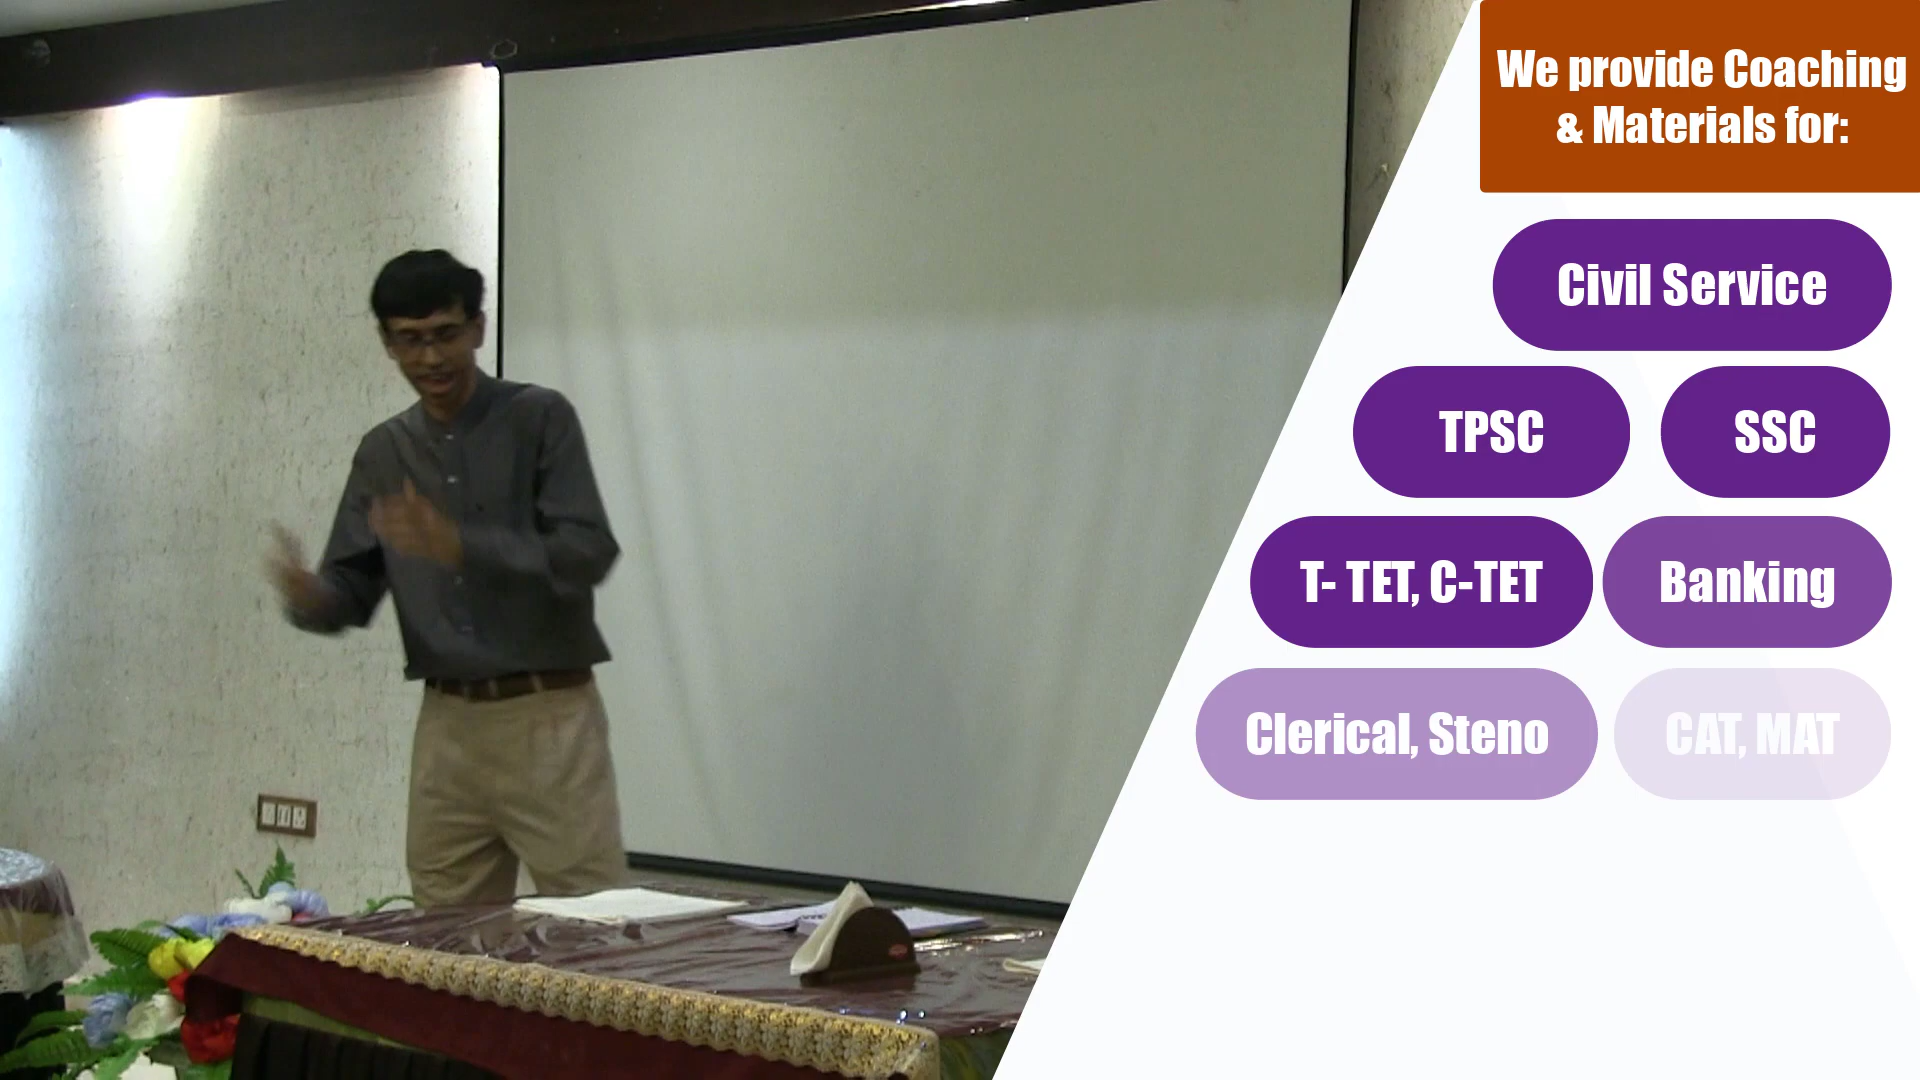 We provide Coaching
& Materials for:
Civil Service
TPSC
SSC
T- TET, C-TET
Banking
Clerical, Steno
CAT, MAT